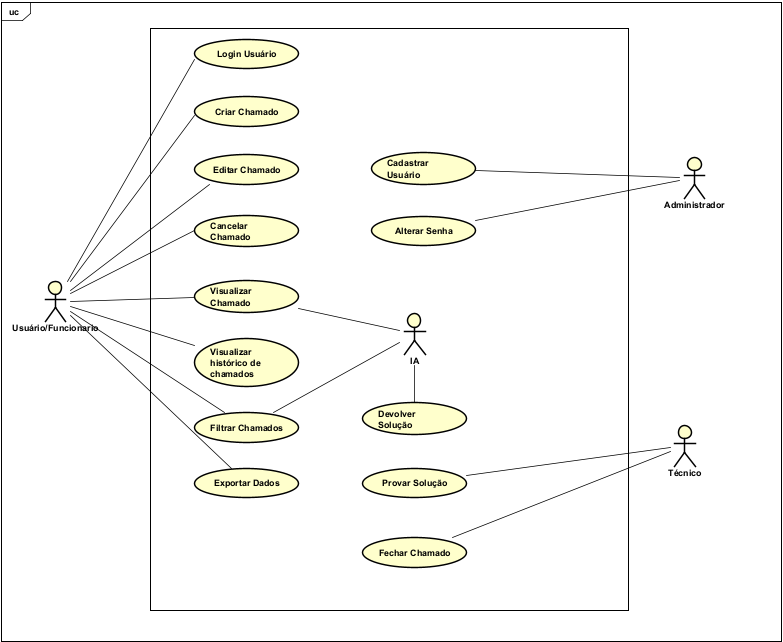 uc
Login Usuário
Criar Chamado
Editar Chamado
Cadastrar
Usuário
Administrador
Cancelar
Chamado
Alterar Senha
Visualizar
Chamado
Usuário/Funcionario
IA
Visualizar
histórico de
chamados
Filtrar Chamados
Devolver
Solução
Técnico
Exportar Dados
Provar Solução
Fechar Chamado